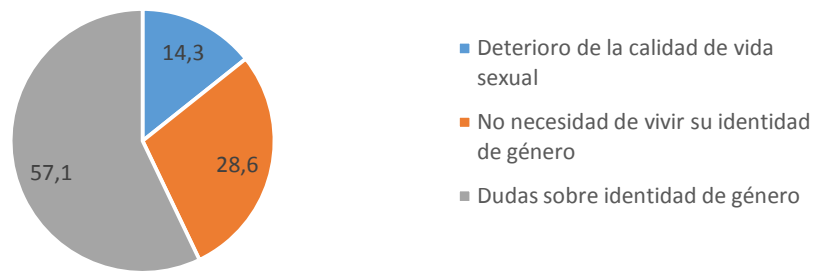 14,3
28,6
57,1
Deterioro de la calidad de vida
sexual
No necesidad de vivir su identidad
de género
Dudas sobre identidad de género